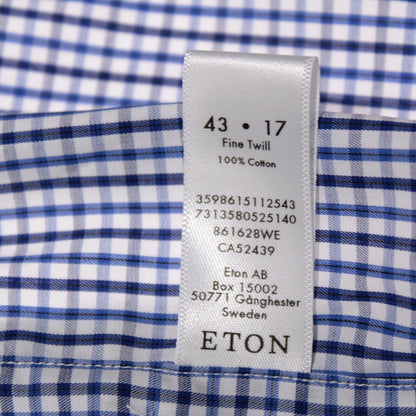 43 • 17
Fine Twill
100% Cotton
3598615112543
7313580525140
861628WE
CA52439
Eton AB
Box 15002
50771 Gånghester
Sweden
ETON